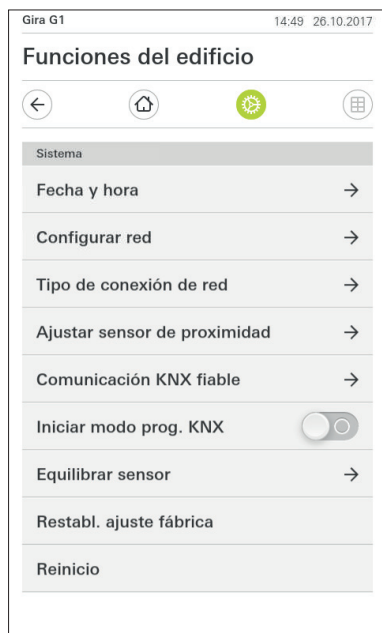 Gira G1 14:49 26.10.2017
Funciones del edificio
Sistema
Fecha y hora
Configurar red
Tipo de conexión de red
Ajustar sensor de proximidad
Comunicación KNX fiable
Iniciar modo prog. KNX
Equilibrar sensor
Restabl. ajuste fábrica
Reinicio